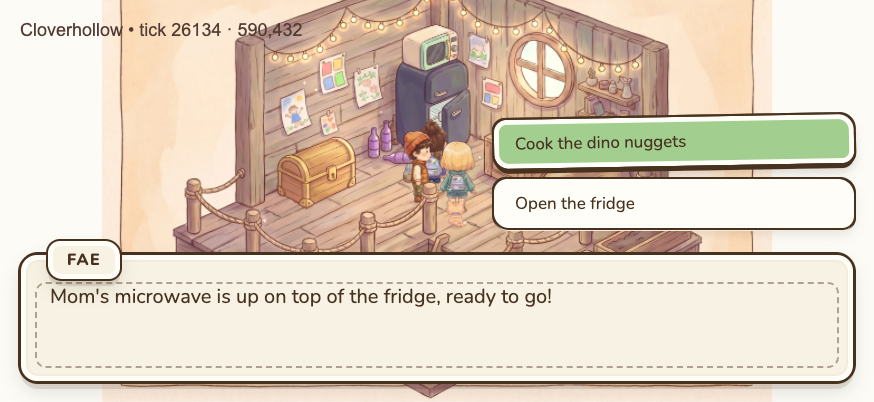 Cloverhollow • tick 26134 · 590,432
Cook the dino nuggets
Open the fridge
FAE
Mom's microwave is up on top of the fridge, ready to go!